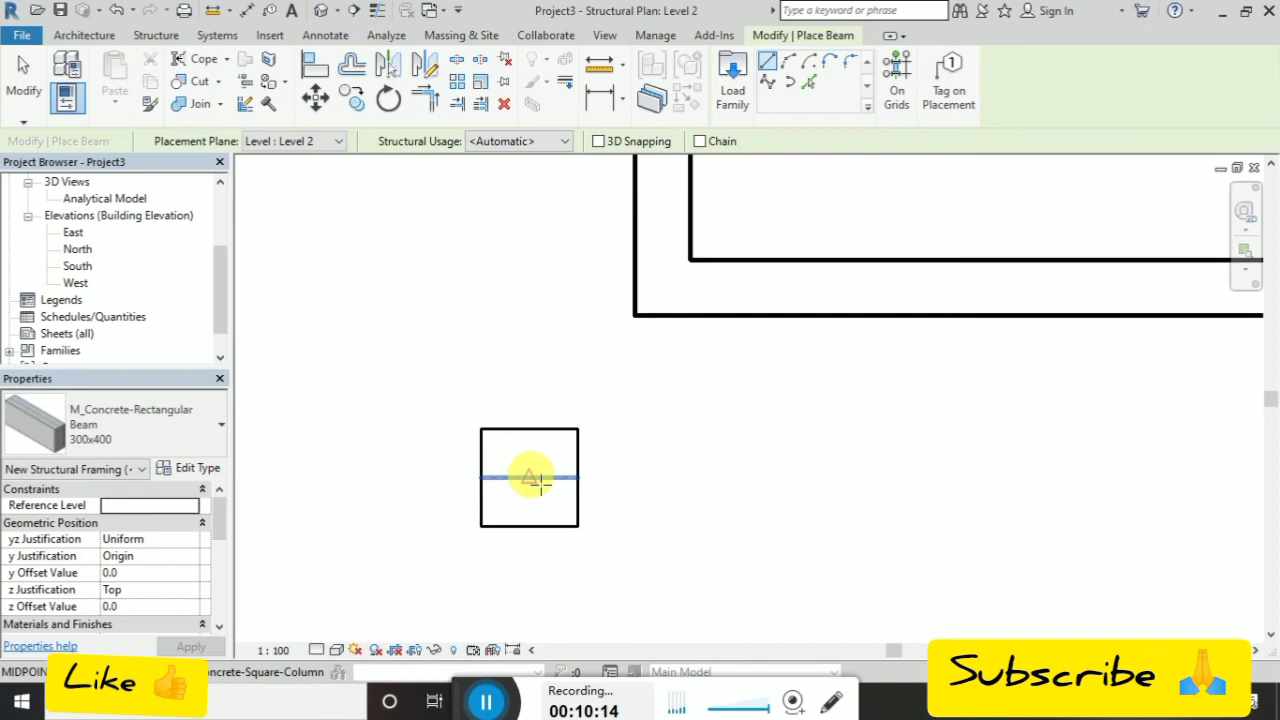 Project3 - Structural Plan: Level 2
Type a keyword or phrase
Sign In
File
Architecture
Structure
Systems
Insert
Annotate
Analyze
Massing & Site
Collaborate
View
Manage
Add-Ins
Modify | Place Beam
Modify
Paste
Cope
Cut
Join
Load
Family
On
Grids
Tag on
Placement
Modify | Place Beam
Placement Plane: Level : Level 2
Structural Usage: <Automatic>
3D Snapping
Chain
Project Browser - Project3
3D Views
Analytical Model
Elevations (Building Elevation)
East
North
South
West
Legends
Schedules/Quantities
Sheets (all)
Families
Properties
M_Concrete-Rectangular
Beam
300x400
New Structural Framing (
Edit Type
Constraints
Reference Level
Geometric Position
yz Justification Uniform
y Justification Origin
y Offset Value 0.0
z Justification Top
z Offset Value 0.0
Materials and Finishes
Properties help
Apply
1 : 100
MIDPOIN
oncrete-Square-Column
:0
Main Model
Like 👍
Subscribe 🙏
Recording...
00:10:14
2D